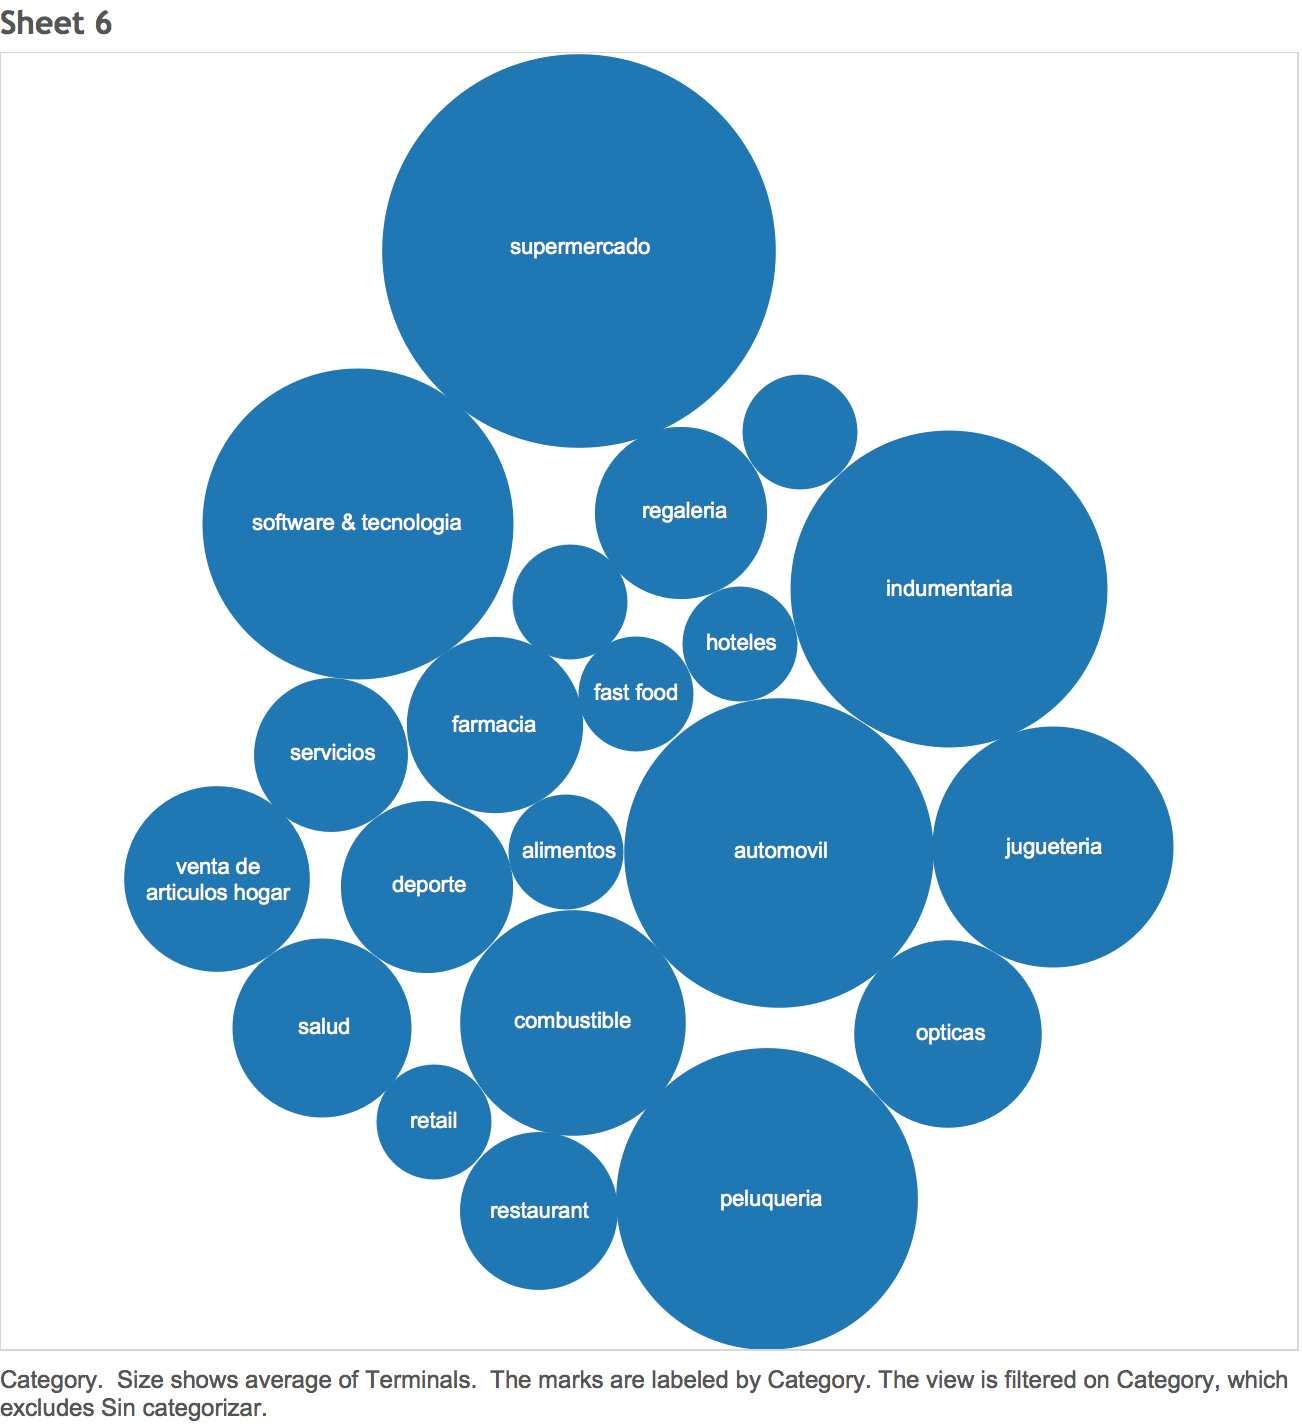 Sheet 6
supermercado
software & tecnologia
regaleria
indumentaria
hoteles
fast food
farmacia
servicios
venta de
articulos hogar
deporte
alimentos
automovil
jugueteria
salud
combustible
opticas
retail
restaurant
peluqueria
Category.  Size shows average of Terminals.  The marks are labeled by Category. The view is filtered on Category, which
excludes Sin categorizar.